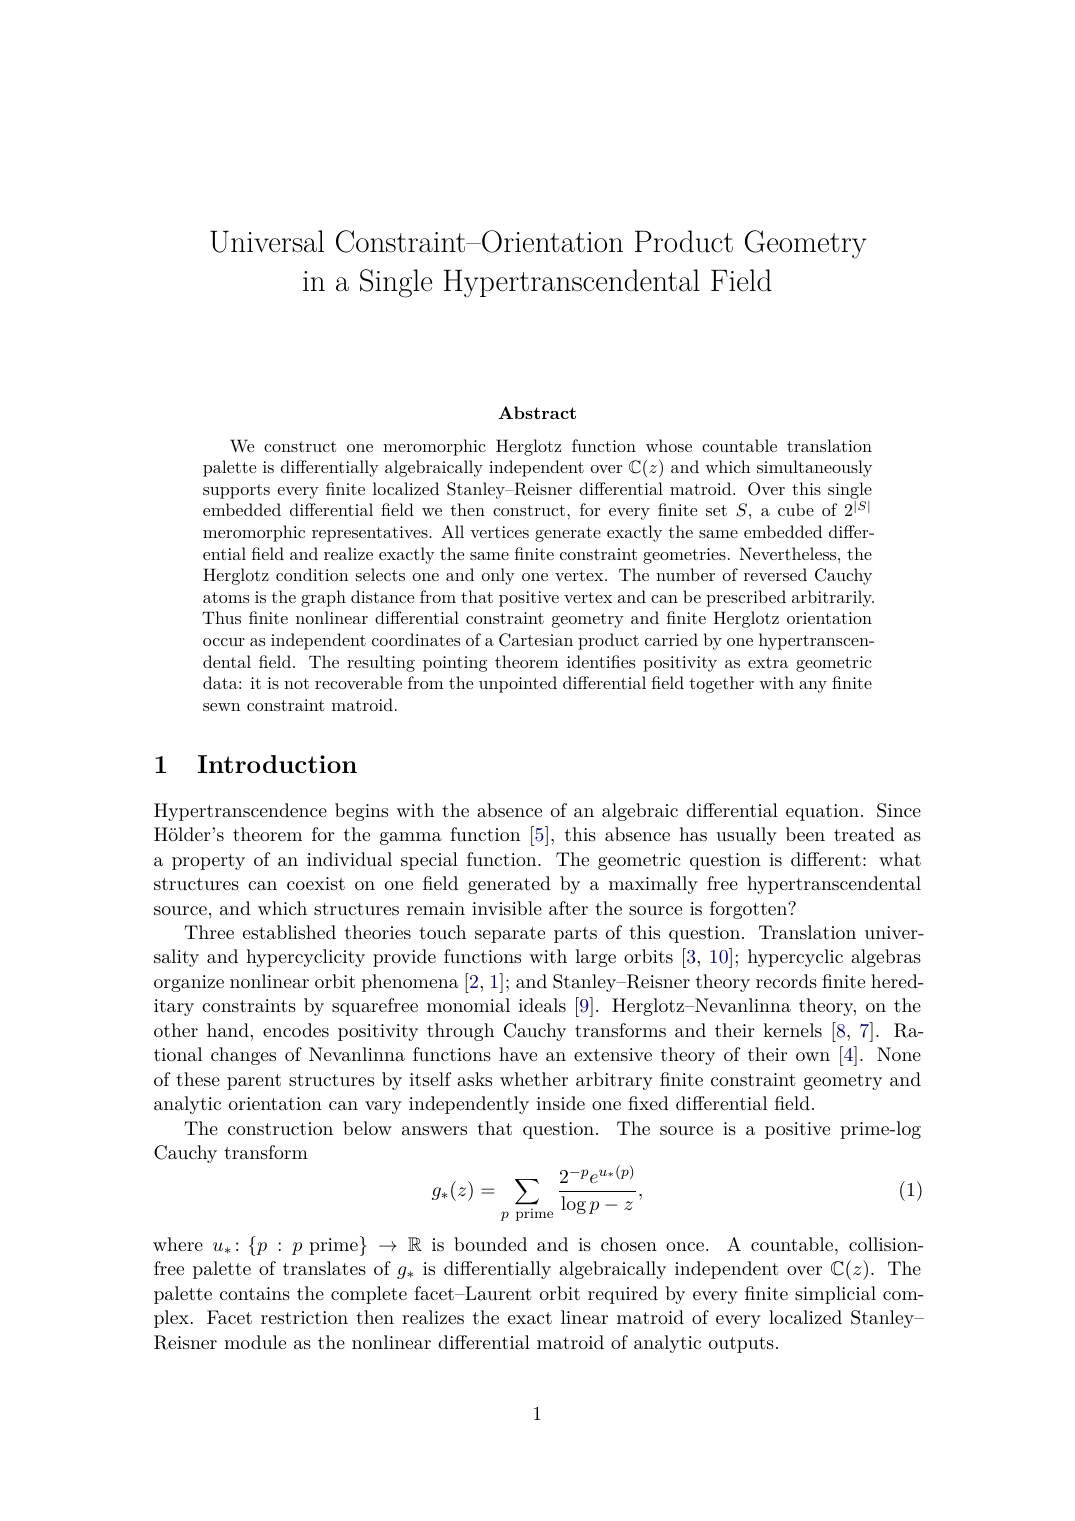 Universal Constraint–Orientation Product Geometry
in a Single Hypertranscendental Field
Abstract
We construct one meromorphic Herglotz function whose countable translation
palette is differentially algebraically independent over ℂ(z) and which simultaneously
supports every finite localized Stanley–Reisner differential matroid. Over this single
embedded differential field we then construct, for every finite set S, a cube of 2^{|S|}
meromorphic representatives. All vertices generate exactly the same embedded differ-
ential field and realize exactly the same finite constraint geometries. Nevertheless, the
Herglotz condition selects one and only one vertex. The number of reversed Cauchy
atoms is the graph distance from that positive vertex and can be prescribed arbitrarily.
Thus finite nonlinear differential constraint geometry and finite Herglotz orientation
occur as independent coordinates of a Cartesian product carried by one hypertranscen-
dental field. The resulting pointing theorem identifies positivity as extra geometric
data: it is not recoverable from the unpointed differential field together with any finite
sewn constraint matroid.
1 Introduction
Hypertranscendence begins with the absence of an algebraic differential equation. Since
Hölder's theorem for the gamma function [5], this absence has usually been treated as
a property of an individual special function. The geometric question is different: what
structures can coexist on one field generated by a maximally free hypertranscendental
source, and which structures remain invisible after the source is forgotten?
Three established theories touch separate parts of this question. Translation univer-
sality and hypercyclicity provide functions with large orbits [3, 10]; hypercyclic algebras
organize nonlinear orbit phenomena [2, 1]; and Stanley–Reisner theory records finite hered-
itary constraints by squarefree monomial ideals [9]. Herglotz–Nevanlinna theory, on the
other hand, encodes positivity through Cauchy transforms and their kernels [8, 7]. Ra-
tional changes of Nevanlinna functions have an extensive theory of their own [4]. None
of these parent structures by itself asks whether arbitrary finite constraint geometry and
analytic orientation can vary independently inside one fixed differential field.
The construction below answers that question. The source is a positive prime-log
Cauchy transform
g_*(z) = ∑_{p prime} \frac{2^{-p}e^{u_*(p)}}{log p − z}, (1)
where u_*: {p : p prime} → ℝ is bounded and is chosen once. A countable, collision-
free palette of translates of g_* is differentially algebraically independent over ℂ(z). The
palette contains the complete facet–Laurent orbit required by every finite simplicial com-
plex. Facet restriction then realizes the exact linear matroid of every localized Stanley–
Reisner module as the nonlinear differential matroid of analytic outputs.
1